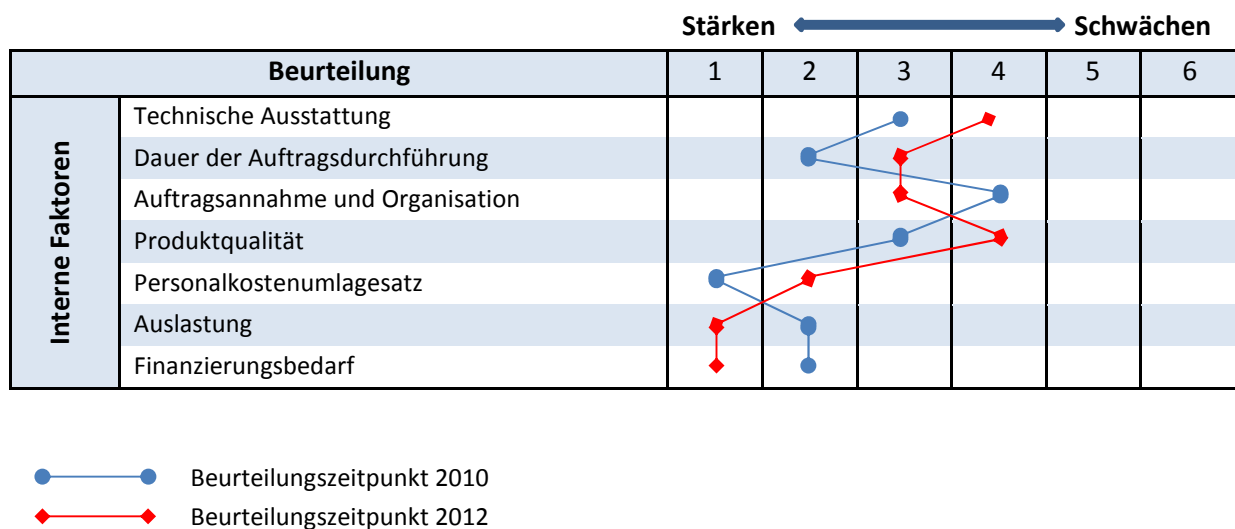 Stärken Schwächen
Beurteilung 1 2 3 4 5 6
Interne Faktoren
Technische Ausstattung
Dauer der Auftragsdurchführung
Auftragsannahme und Organisation
Produktqualität
Personalkostenumlagesatz
Auslastung
Finanzierungsbedarf
Beurteilungszeitpunkt 2010
Beurteilungszeitpunkt 2012